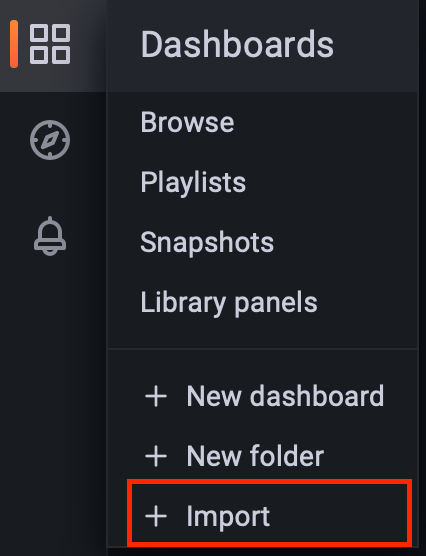 Dashboards
Browse
Playlists
Snapshots
Library panels
+ New dashboard
+ New folder
+ Import